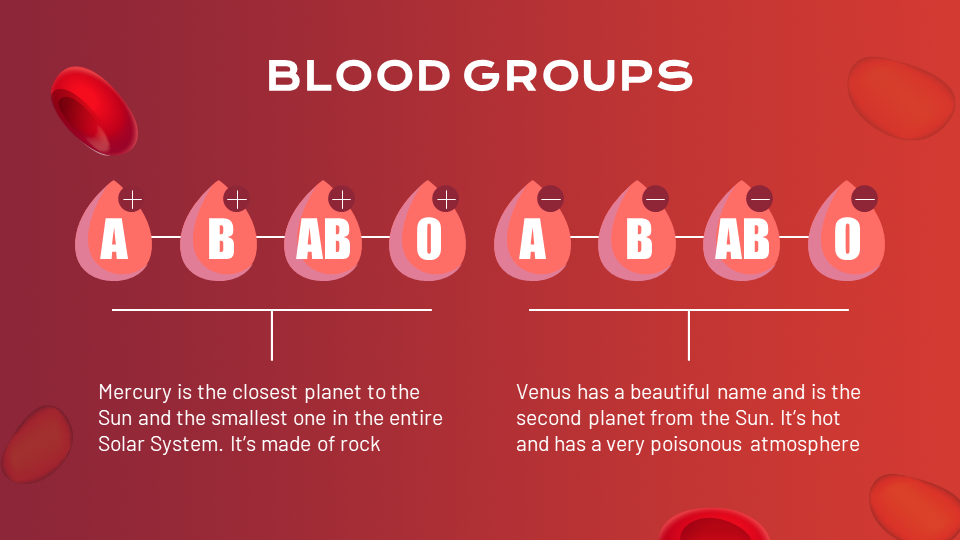 BLOOD GROUPS
+ + + + − − − −
A B AB O A B AB O
Mercury is the closest planet to the
Sun and the smallest one in the entire
Solar System. It’s made of rock
Venus has a beautiful name and is the
second planet from the Sun. It’s hot
and has a very poisonous atmosphere